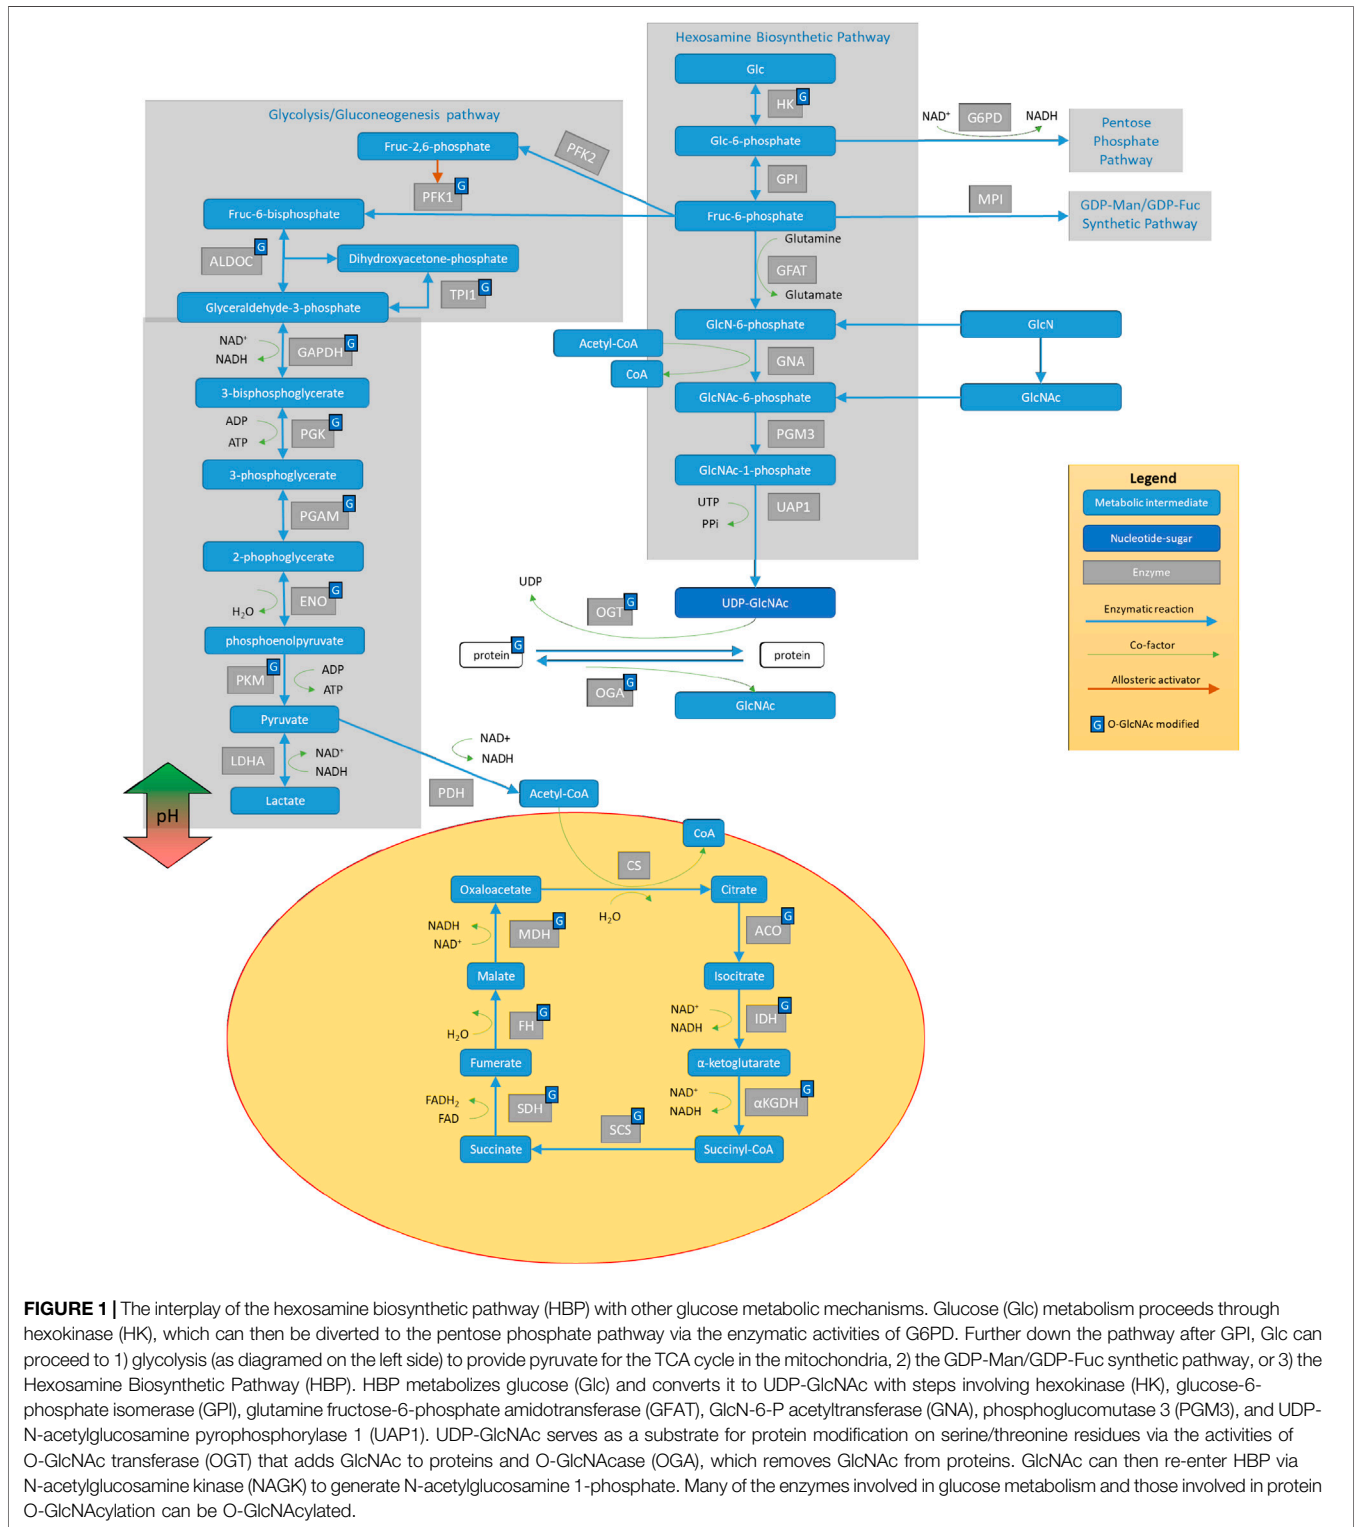 Hexosamine Biosynthetic Pathway
Glc
HK G
Glc-6-phosphate
NAD+ G6PD NADH
Pentose
Phosphate
Pathway
GPI
Fruc-6-phosphate
MPI
GDP-Man/GDP-Fuc
Synthetic Pathway
Glutamine
GFAT
Glutamate
GlcN-6-phosphate
GlcN
Acetyl-CoA
CoA
GNA
GlcNAc-6-phosphate
GlcNAc
PGM3
GlcNAc-1-phosphate
UTP
PPi
UAP1
UDP-GlcNAc
UDP
OGT G
protein G
protein
OGA G
GlcNAc
Glycolysis/Gluconeogenesis pathway
Fruc-2,6-phosphate
PFK2
PFK1 G
Fruc-6-bisphosphate
ALDOC G
Dihydroxyacetone-phosphate
TPI1 G
Glyceraldehyde-3-phosphate
NAD+
NADH
GAPDH G
3-bisphosphoglycerate
ADP
ATP
PGK G
3-phosphoglycerate
PGAM G
2-phophoglycerate
H2O
ENO G
phosphoenolpyruvate
PKM G
ADP
ATP
Pyruvate
LDHA
NAD+
NADH
Lactate
pH
NAD+
NADH
PDH
Acetyl-CoA
CoA
CS
H2O
Oxaloacetate
Citrate
NADH
NAD+
MDH G
ACO G
Malate
Isocitrate
H2O
FH G
NAD+
NADH
IDH G
Fumerate
α-ketoglutarate
FADH2
FAD
SDH G
NAD+
NADH
αKGDH G
SCS G
Succinate
Succinyl-CoA
Legend
Metabolic intermediate
Nucleotide-sugar
Enzyme
Enzymatic reaction
Co-factor
Allosteric activator
G O-GlcNAc modified
FIGURE 1 | The interplay of the hexosamine biosynthetic pathway (HBP) with other glucose metabolic mechanisms. Glucose (Glc) metabolism proceeds through
hexokinase (HK), which can then be diverted to the pentose phosphate pathway via the enzymatic activities of G6PD. Further down the pathway after GPI, Glc can
proceed to 1) glycolysis (as diagramed on the left side) to provide pyruvate for the TCA cycle in the mitochondria, 2) the GDP-Man/GDP-Fuc synthetic pathway, or 3) the
Hexosamine Biosynthetic Pathway (HBP). HBP metabolizes glucose (Glc) and converts it to UDP-GlcNAc with steps involving hexokinase (HK), glucose-6-
phosphate isomerase (GPI), glutamine fructose-6-phosphate amidotransferase (GFAT), GlcN-6-P acetyltransferase (GNA), phosphoglucomutase 3 (PGM3), and UDP-
N-acetylglucosamine pyrophosphorylase 1 (UAP1). UDP-GlcNAc serves as a substrate for protein modification on serine/threonine residues via the activities of
O-GlcNAc transferase (OGT) that adds GlcNAc to proteins and O-GlcNAcase (OGA), which removes GlcNAc from proteins. GlcNAc can then re-enter HBP via
N-acetylglucosamine kinase (NAGK) to generate N-acetylglucosamine 1-phosphate. Many of the enzymes involved in glucose metabolism and those involved in protein
O-GlcNAcylation can be O-GlcNAcylated.